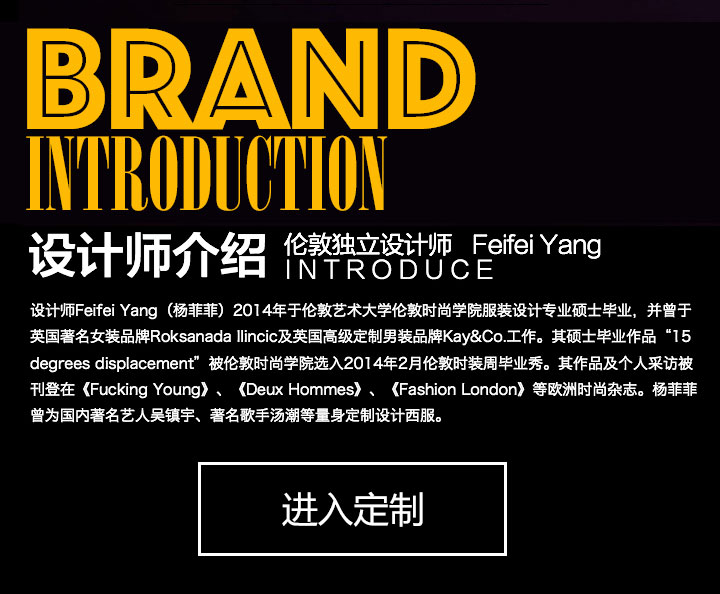 BRAND
INTRODUCTION
设计师介绍 伦敦独立设计师 Feifei Yang
INTRODUCE
设计师Feifei Yang（杨菲菲）2014年于伦敦艺术大学伦敦时尚学院服装设计专业硕士毕业，并曾于
英国著名女装品牌Roksanada Ilincic及英国高级定制男装品牌Kay&Co.工作。其硕士毕业作品“15
degrees displacement”被伦敦时尚学院选入2014年2月伦敦时装周毕业秀。其作品及个人采访被
刊登在《Fucking Young》、《Deux Hommes》、《Fashion London》等欧洲时尚杂志。杨菲菲
曾为国内著名艺人吴镇宇、著名歌手汤潮等量身定制设计西服。
进入定制